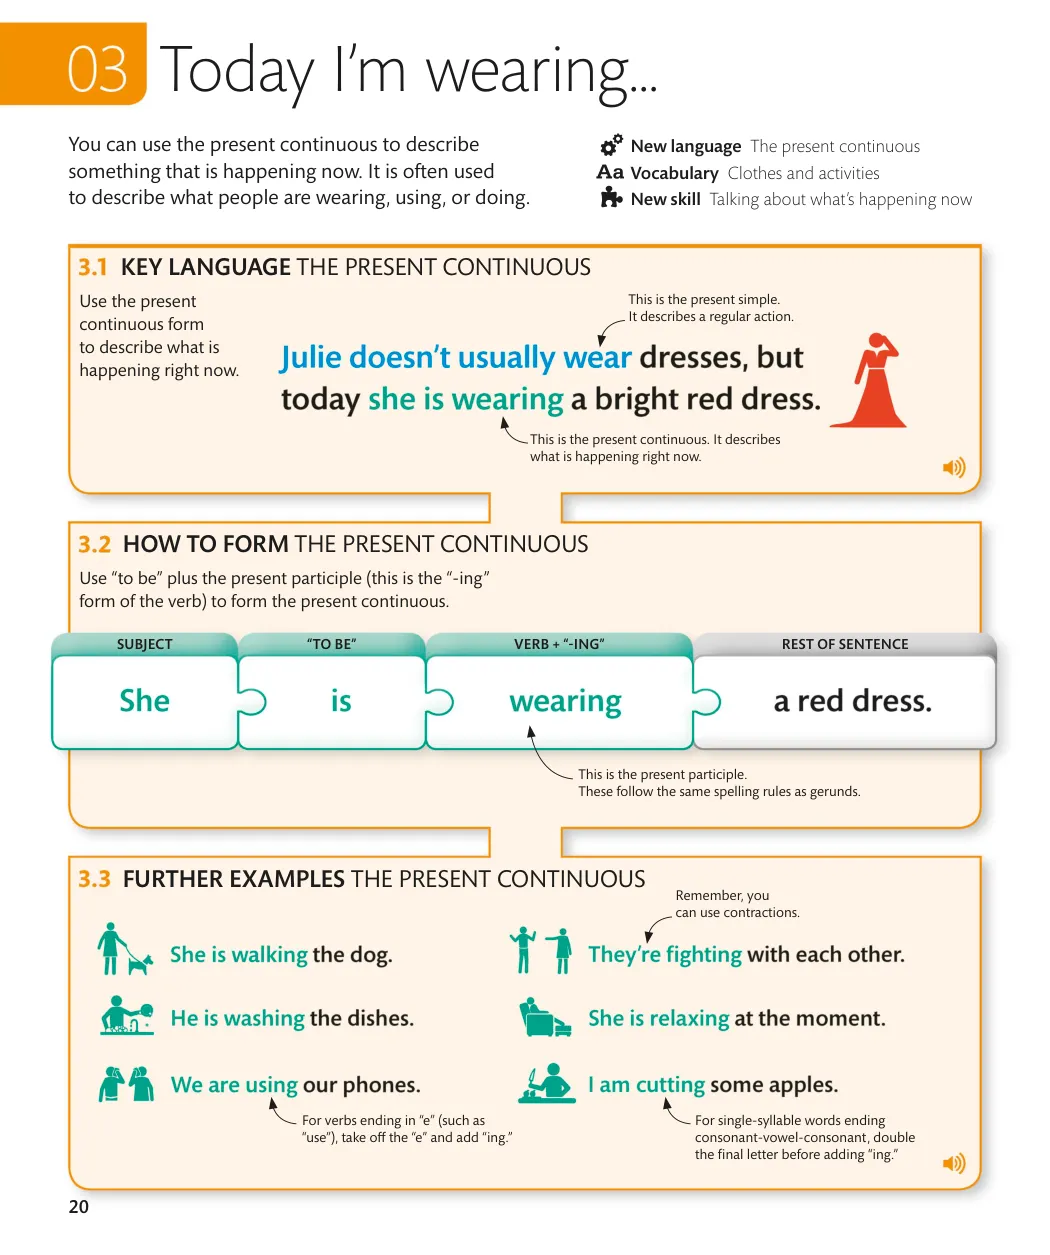 03 Today I’m wearing...
You can use the present continuous to describe
something that is happening now. It is often used
to describe what people are wearing, using, or doing.
New language The present continuous
Aa Vocabulary Clothes and activities
New skill Talking about what’s happening now
3.1 KEY LANGUAGE THE PRESENT CONTINUOUS
Use the present
continuous form
to describe what is
happening right now.
This is the present simple.
It describes a regular action.
Julie doesn’t usually wear dresses, but
today she is wearing a bright red dress.
This is the present continuous. It describes
what is happening right now.
3.2 HOW TO FORM THE PRESENT CONTINUOUS
Use “to be” plus the present participle (this is the “-ing”
form of the verb) to form the present continuous.
SUBJECT “TO BE” VERB + “-ING” REST OF SENTENCE
She is wearing a red dress.
This is the present participle.
These follow the same spelling rules as gerunds.
3.3 FURTHER EXAMPLES THE PRESENT CONTINUOUS
Remember, you
can use contractions.
She is walking the dog.
They’re fighting with each other.
He is washing the dishes.
She is relaxing at the moment.
We are using our phones.
I am cutting some apples.
For verbs ending in “e” (such as
“use”), take off the “e” and add “ing.”
For single-syllable words ending
consonant-vowel-consonant, double
the final letter before adding “ing.”
20